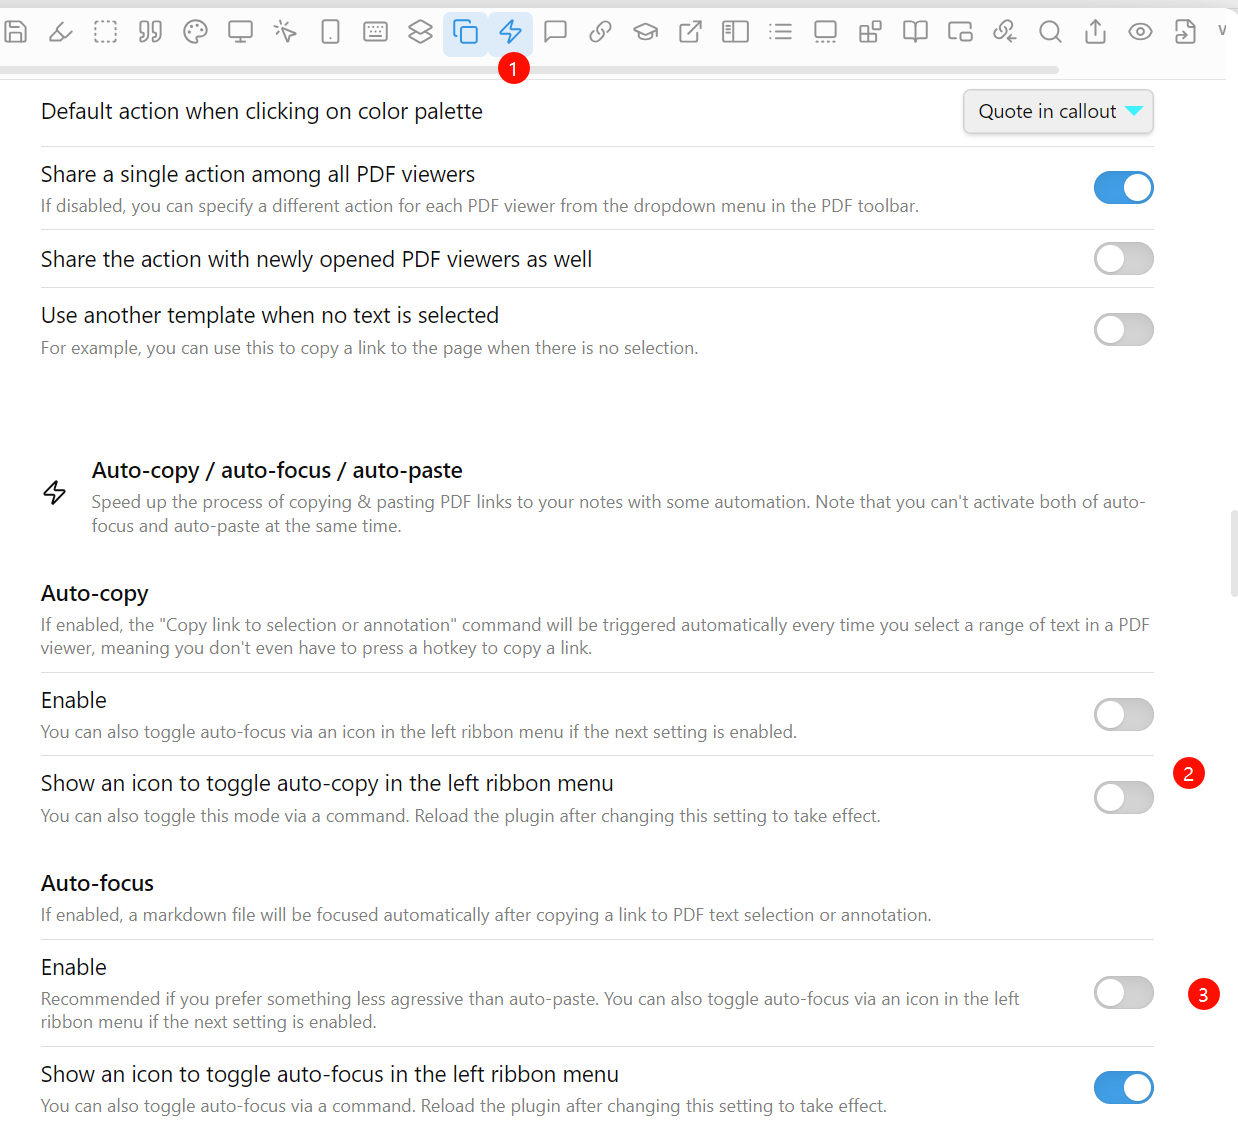 1
Default action when clicking on color palette
Quote in callout
Share a single action among all PDF viewers
If disabled, you can specify a different action for each PDF viewer from the dropdown menu in the PDF toolbar.
Share the action with newly opened PDF viewers as well
Use another template when no text is selected
For example, you can use this to copy a link to the page when there is no selection.
Auto-copy / auto-focus / auto-paste
Speed up the process of copying & pasting PDF links to your notes with some automation. Note that you can't activate both of auto-
focus and auto-paste at the same time.
Auto-copy
If enabled, the "Copy link to selection or annotation" command will be triggered automatically every time you select a range of text in a PDF
viewer, meaning you don't even have to press a hotkey to copy a link.
Enable
You can also toggle auto-focus via an icon in the left ribbon menu if the next setting is enabled.
Show an icon to toggle auto-copy in the left ribbon menu
2
You can also toggle this mode via a command. Reload the plugin after changing this setting to take effect.
Auto-focus
If enabled, a markdown file will be focused automatically after copying a link to PDF text selection or annotation.
Enable
Recommended if you prefer something less agressive than auto-paste. You can also toggle auto-focus via an icon in the left
ribbon menu if the next setting is enabled.
3
Show an icon to toggle auto-focus in the left ribbon menu
You can also toggle auto-focus via a command. Reload the plugin after changing this setting to take effect.